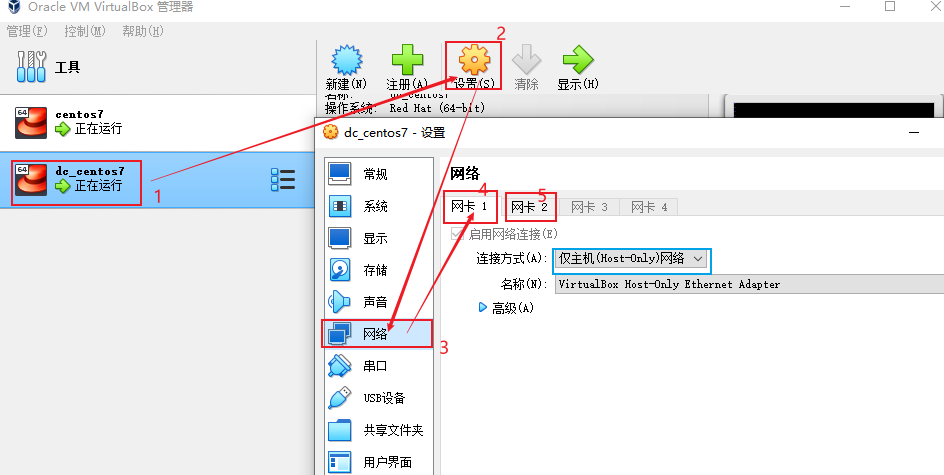 Oracle VM VirtualBox 管理器
管理(F) 控制(M) 帮助(H)
工具
新建(N) 注册(A) 设置(S) 清除 显示(H)
2
64
centos7
正在运行
64
dc_centos7
正在运行
1
名称: dc_centos7
操作系统: Red Hat (64-bit)
dc_centos7 - 设置
常规
系统
显示
存储
声音
网络
3
串口
USB设备
共享文件夹
用户界面
网络
4 5
网卡 1 网卡 2 网卡 3 网卡 4
启用网络连接(E)
连接方式(A): 仅主机(Host-Only)网络
名称(N): VirtualBox Host-Only Ethernet Adapter
高级(A)